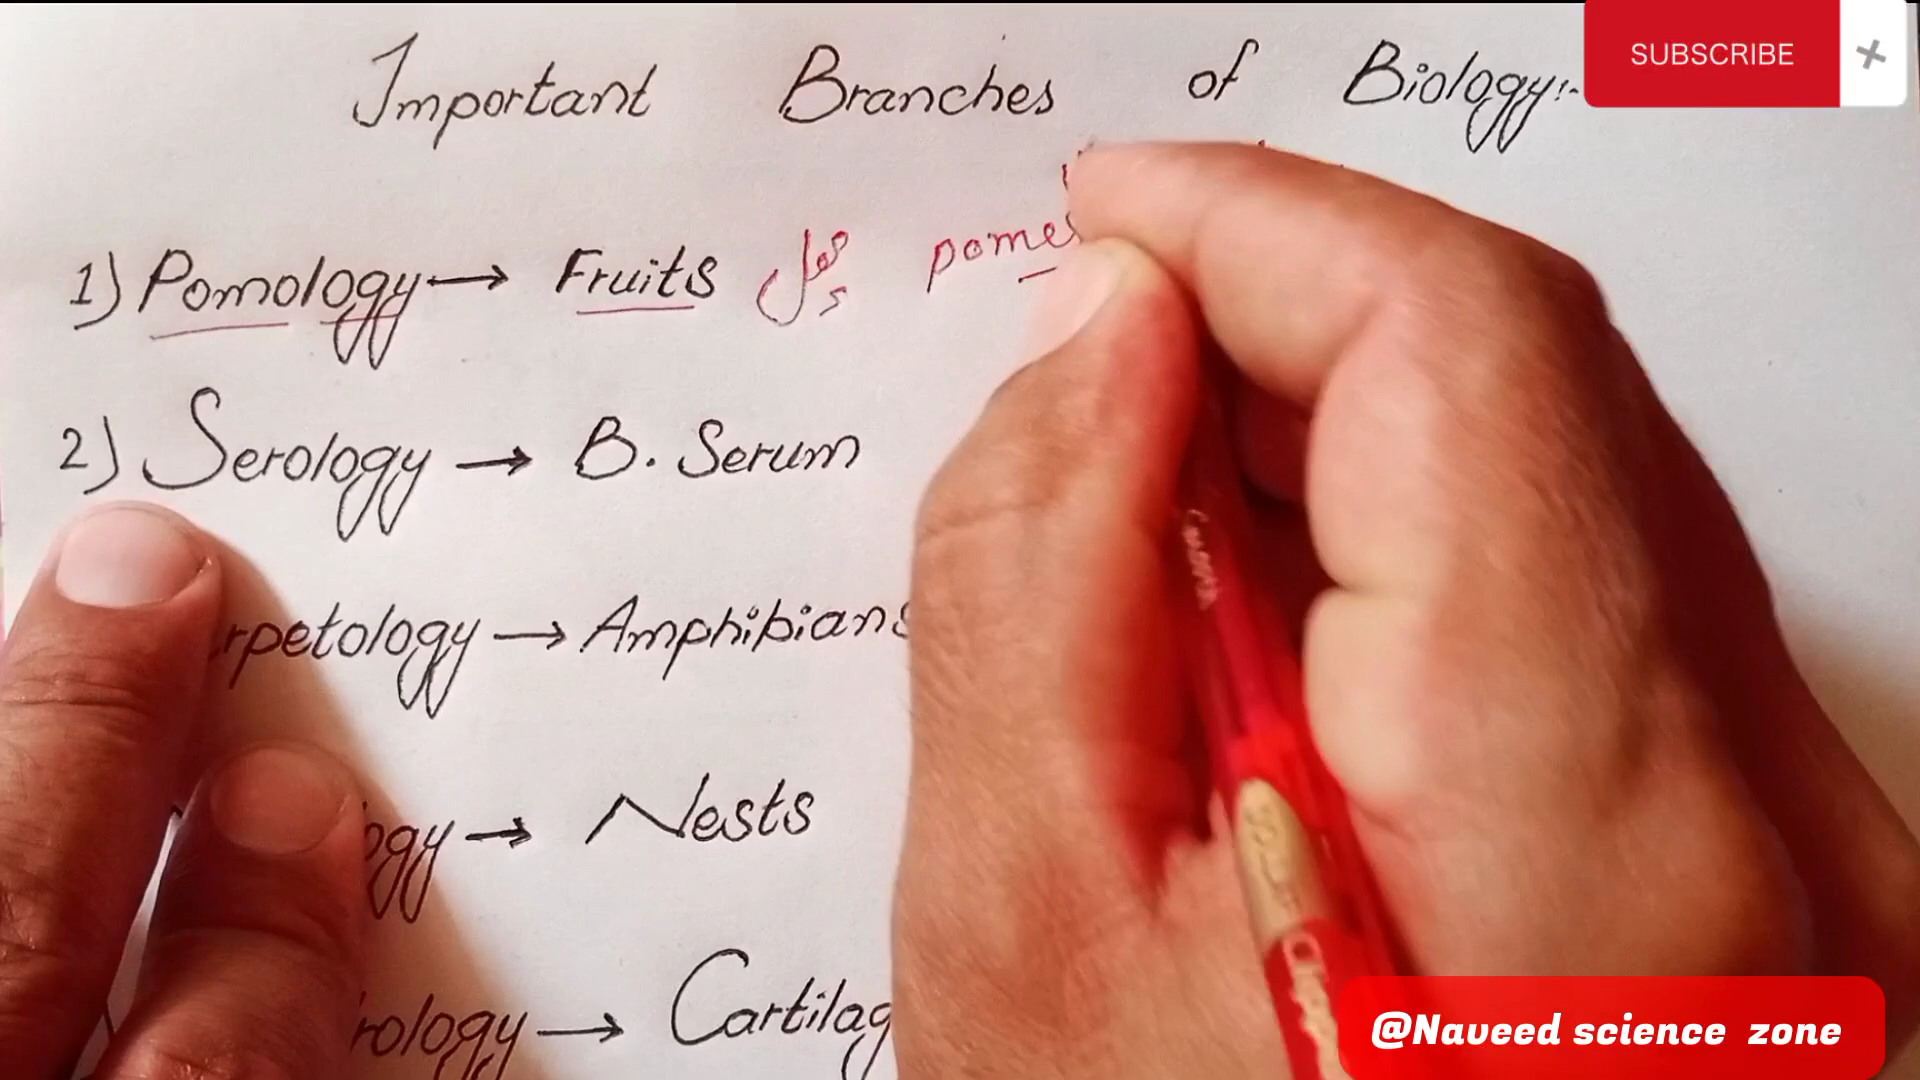 Important Branches of Biology:-
SUBSCRIBE
1) Pomology → Fruits پھل pome
2) Serology → B. Serum
rpetology → Amphibians
ogy → Nests
rology → Cartilag
@Naveed science zone